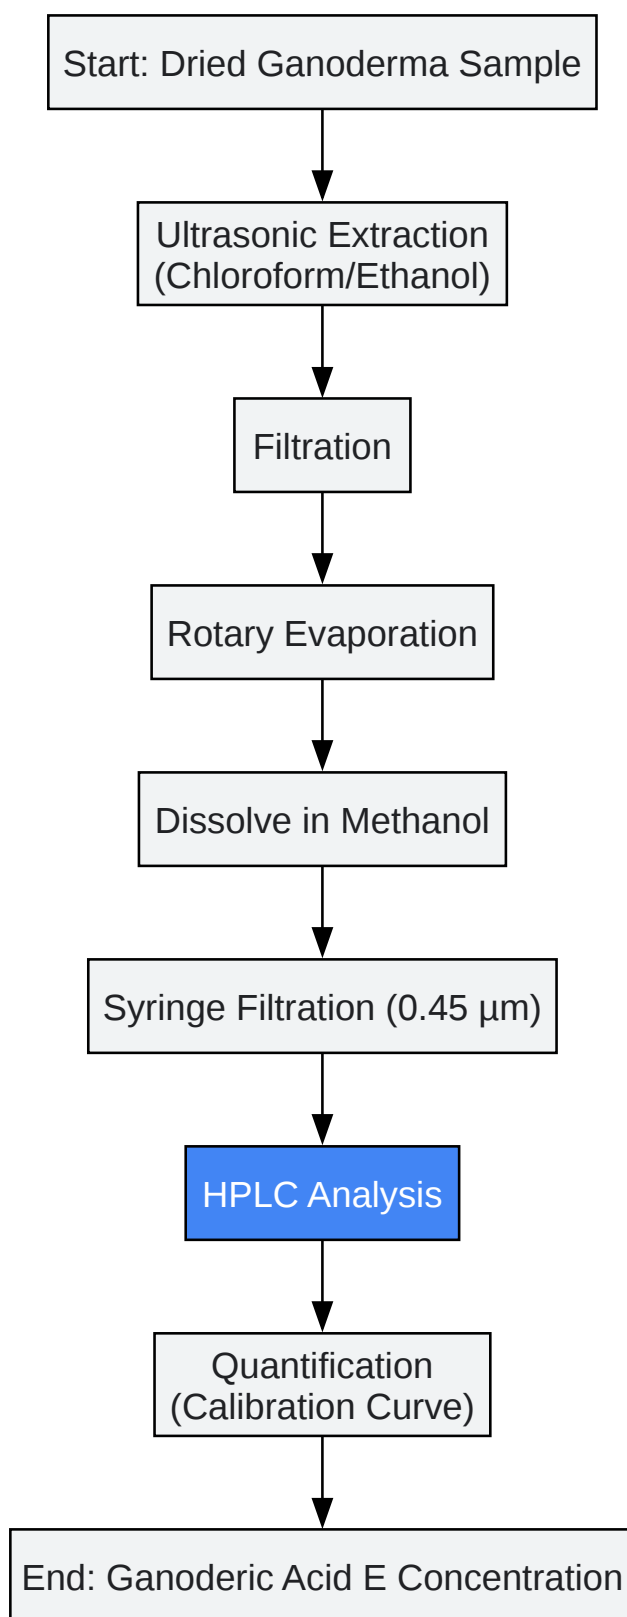 Start: Dried Ganoderma Sample
Ultrasonic Extraction
(Chloroform/Ethanol)
Filtration
Rotary Evaporation
Dissolve in Methanol
Syringe Filtration (0.45 µm)
HPLC Analysis
Quantification
(Calibration Curve)
End: Ganoderic Acid E Concentration